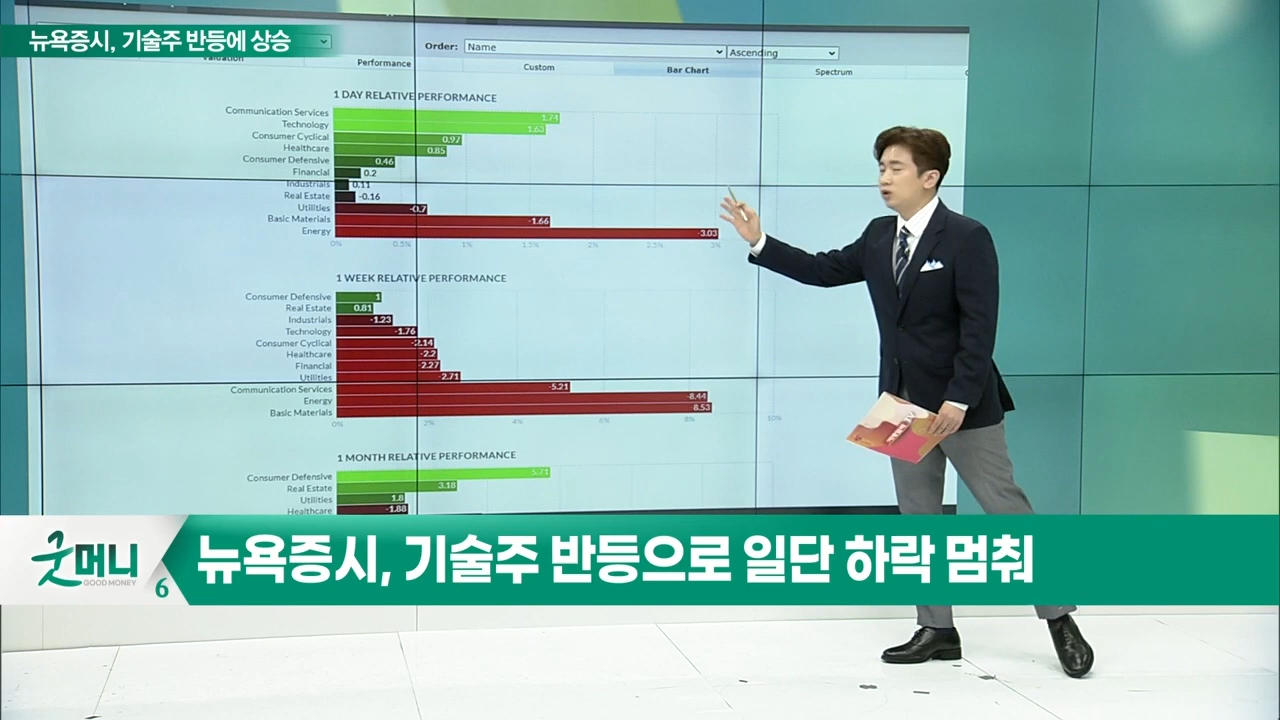 뉴욕증시, 기술주 반등에 상승
Order: Name Ascending
Valuation Performance Custom Bar Chart Spectrum
1 DAY RELATIVE PERFORMANCE
Communication Services 1.74
Technology 1.63
Consumer Cyclical 0.97
Healthcare 0.85
Consumer Defensive 0.46
Financial 0.2
Industrials 0.11
Real Estate -0.16
Utilities -0.7
Basic Materials -1.66
Energy -3.03
0% 0.5% 1% 1.5% 2% 2.5% 3%
1 WEEK RELATIVE PERFORMANCE
Consumer Defensive 1
Real Estate 0.81
Industrials -1.23
Technology -1.76
Consumer Cyclical -2.14
Healthcare -2.2
Financial -2.27
Utilities -2.71
Communication Services -5.21
Energy -8.44
Basic Materials 8.53
0% 2% 4% 6% 8% 10%
1 MONTH RELATIVE PERFORMANCE
Consumer Defensive 5.71
Real Estate 3.18
Utilities 1.8
Healthcare -1.88
굿머니
GOOD MONEY
6
뉴욕증시, 기술주 반등으로 일단 하락 멈춰